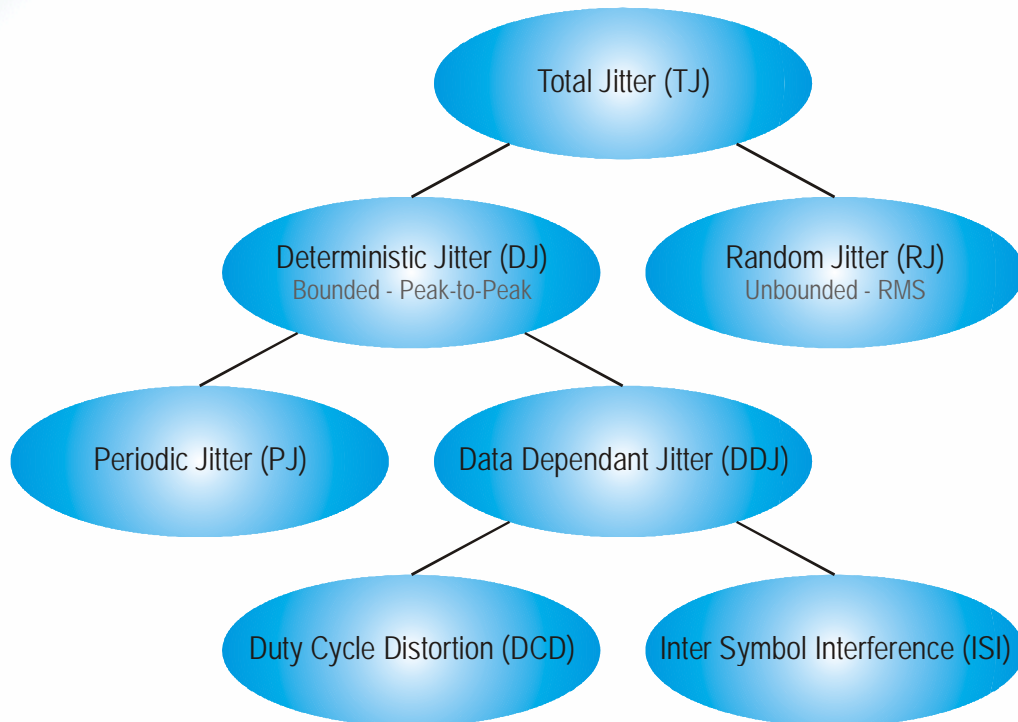 Total Jitter (TJ)
Deterministic Jitter (DJ)
Bounded - Peak-to-Peak
Random Jitter (RJ)
Unbounded - RMS
Periodic Jitter (PJ)
Data Dependant Jitter (DDJ)
Duty Cycle Distortion (DCD)
Inter Symbol Interference (ISI)